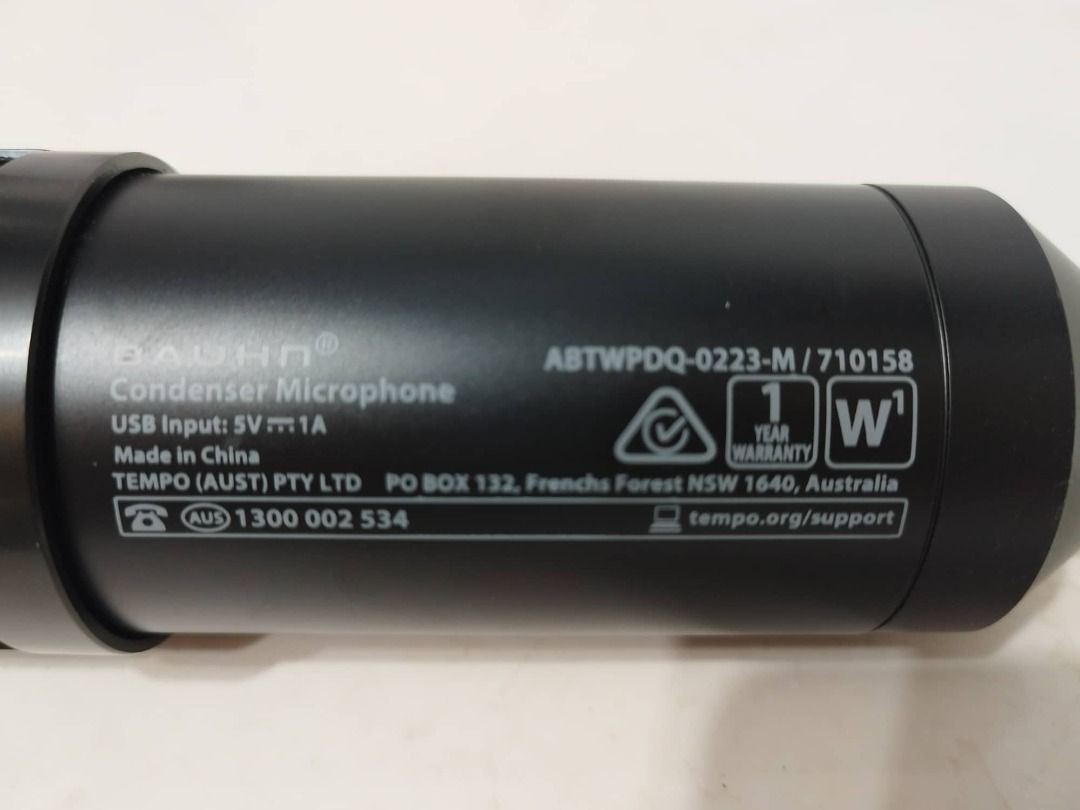 BAUHN®
ABTWPDQ-0223-M / 710158
Condenser Microphone
USB Input: 5V⎓1A
1 YEAR WARRANTY
W1
Made in China
TEMPO (AUST) PTY LTD PO BOX 132, Frenchs Forest NSW 1640, Australia
AUS 1300 002 534
tempo.org/support